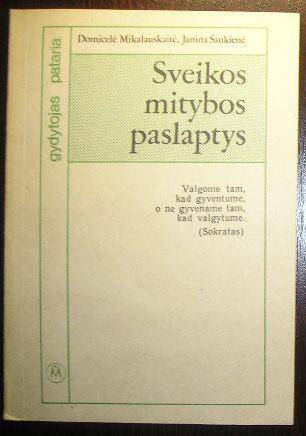 Domicelė Mikalauskaitė, Janina Saukienė
gydytojas pataria
Sveikos
mitybos
paslaptys
Valgome tam,
kad gyventume,
o ne gyvename tam,
kad valgytume.
(Sokratas)
M